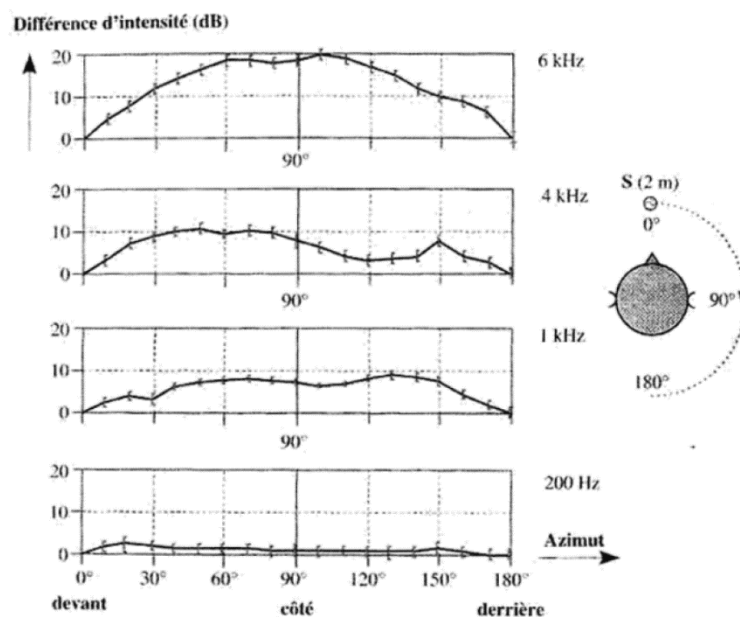 Différence d'intensité (dB)
20
10
0
6 kHz
90°
20
10
0
4 kHz
90°
20
10
0
1 kHz
90°
20
10
0
200 Hz
Azimut
0° 30° 60° 90° 120° 150° 180°
devant côté derrière
S (2 m)
0°
90°
180°